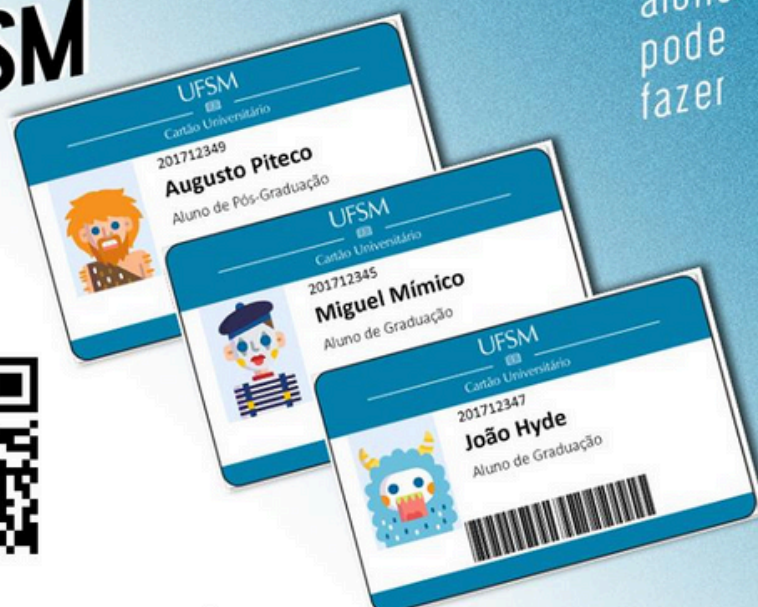 SM
pode
fazer
UFSM
Cartão Universitário
201712349
Augusto Piteco
Aluno de Pós-Graduação
UFSM
Cartão Universitário
201712345
Miguel Mímico
Aluno de Graduação
UFSM
Cartão Universitário
201712347
João Hyde
Aluno de Graduação